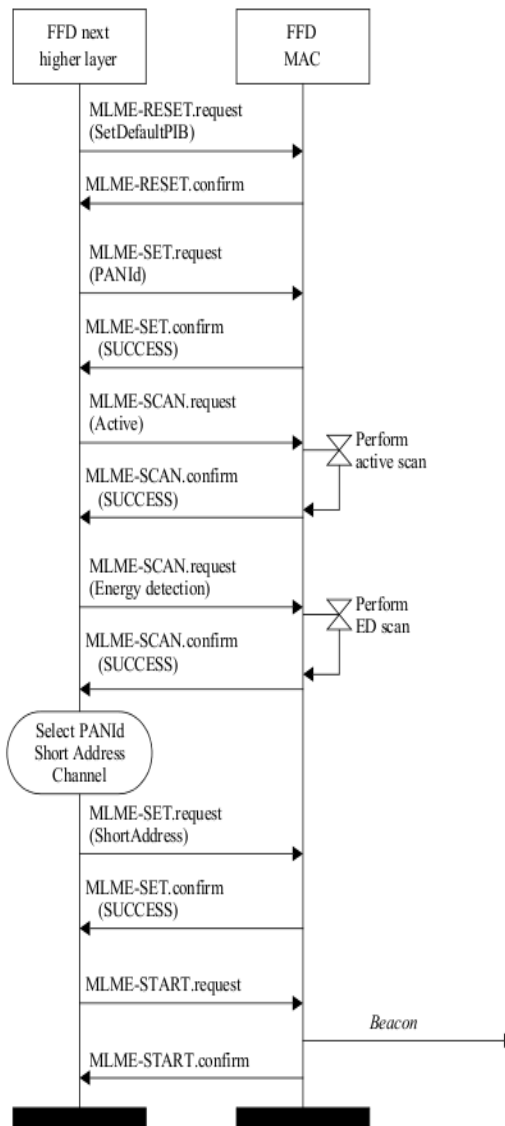 FFD next
higher layer
FFD
MAC
MLME-RESET.request
(SetDefaultPIB)
MLME-RESET.confirm
MLME-SET.request
(PANId)
MLME-SET.confirm
(SUCCESS)
MLME-SCAN.request
(Active)
Perform
active scan
MLME-SCAN.confirm
(SUCCESS)
MLME-SCAN.request
(Energy detection)
Perform
ED scan
MLME-SCAN.confirm
(SUCCESS)
Select PANId
Short Address
Channel
MLME-SET.request
(ShortAddress)
MLME-SET.confirm
(SUCCESS)
MLME-START.request
Beacon
MLME-START.confirm